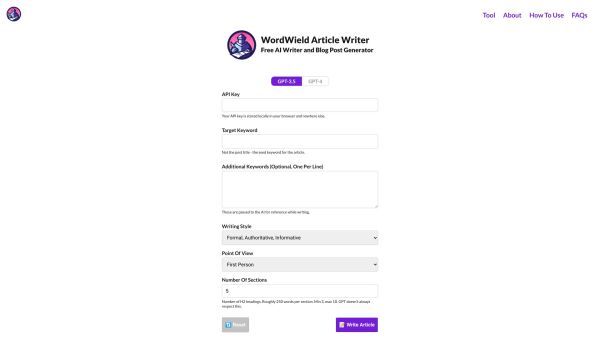 Tool About How To Use FAQs
WordWield Article Writer
Free AI Writer and Blog Post Generator
GPT-3.5 GPT-4
API Key
Your API key is stored locally in your browser and nowhere else.
Target Keyword
Not the post title - the seed keyword for the article.
Additional Keywords (Optional, One Per Line)
These are passed to the AI for reference while writing.
Writing Style
Formal, Authoritative, Informative
Point Of View
First Person
Number Of Sections
5
Number of H2 headings. Roughly 250 words per section. Min 5, max 10. GPT doesn't always
respect this.
Reset Write Article